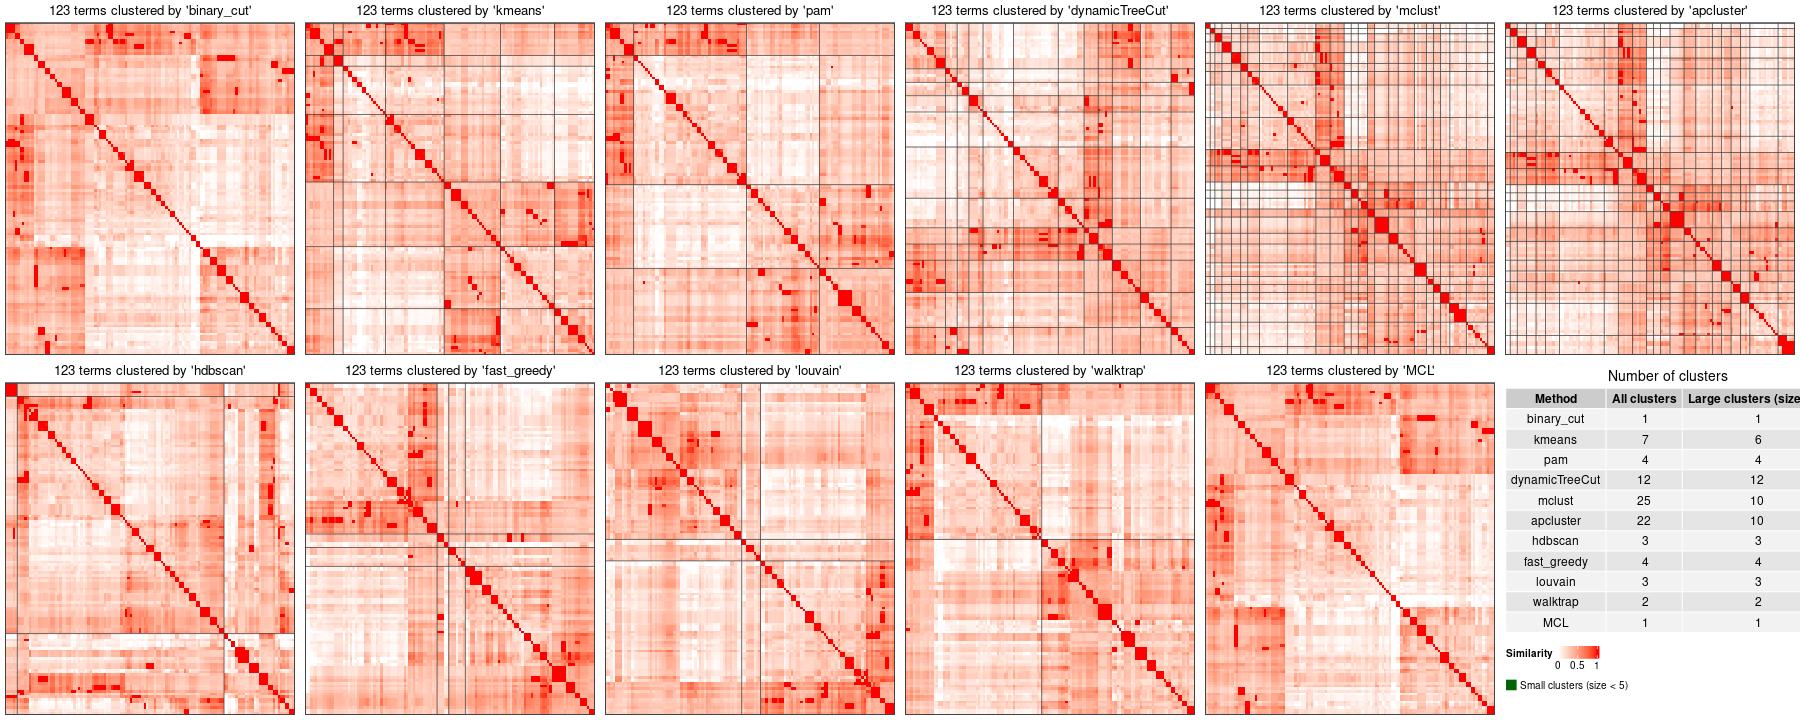 123 terms clustered by 'binary_cut'
123 terms clustered by 'kmeans'
123 terms clustered by 'pam'
123 terms clustered by 'dynamicTreeCut'
123 terms clustered by 'mclust'
123 terms clustered by 'apcluster'
123 terms clustered by 'hdbscan'
123 terms clustered by 'fast_greedy'
123 terms clustered by 'louvain'
123 terms clustered by 'walktrap'
123 terms clustered by 'MCL'
Number of clusters
Method All clusters Large clusters (size
binary_cut 1 1
kmeans 7 6
pam 4 4
dynamicTreeCut 12 12
mclust 25 10
apcluster 22 10
hdbscan 3 3
fast_greedy 4 4
louvain 3 3
walktrap 2 2
MCL 1 1
Similarity
0 0.5 1
Small clusters (size < 5)